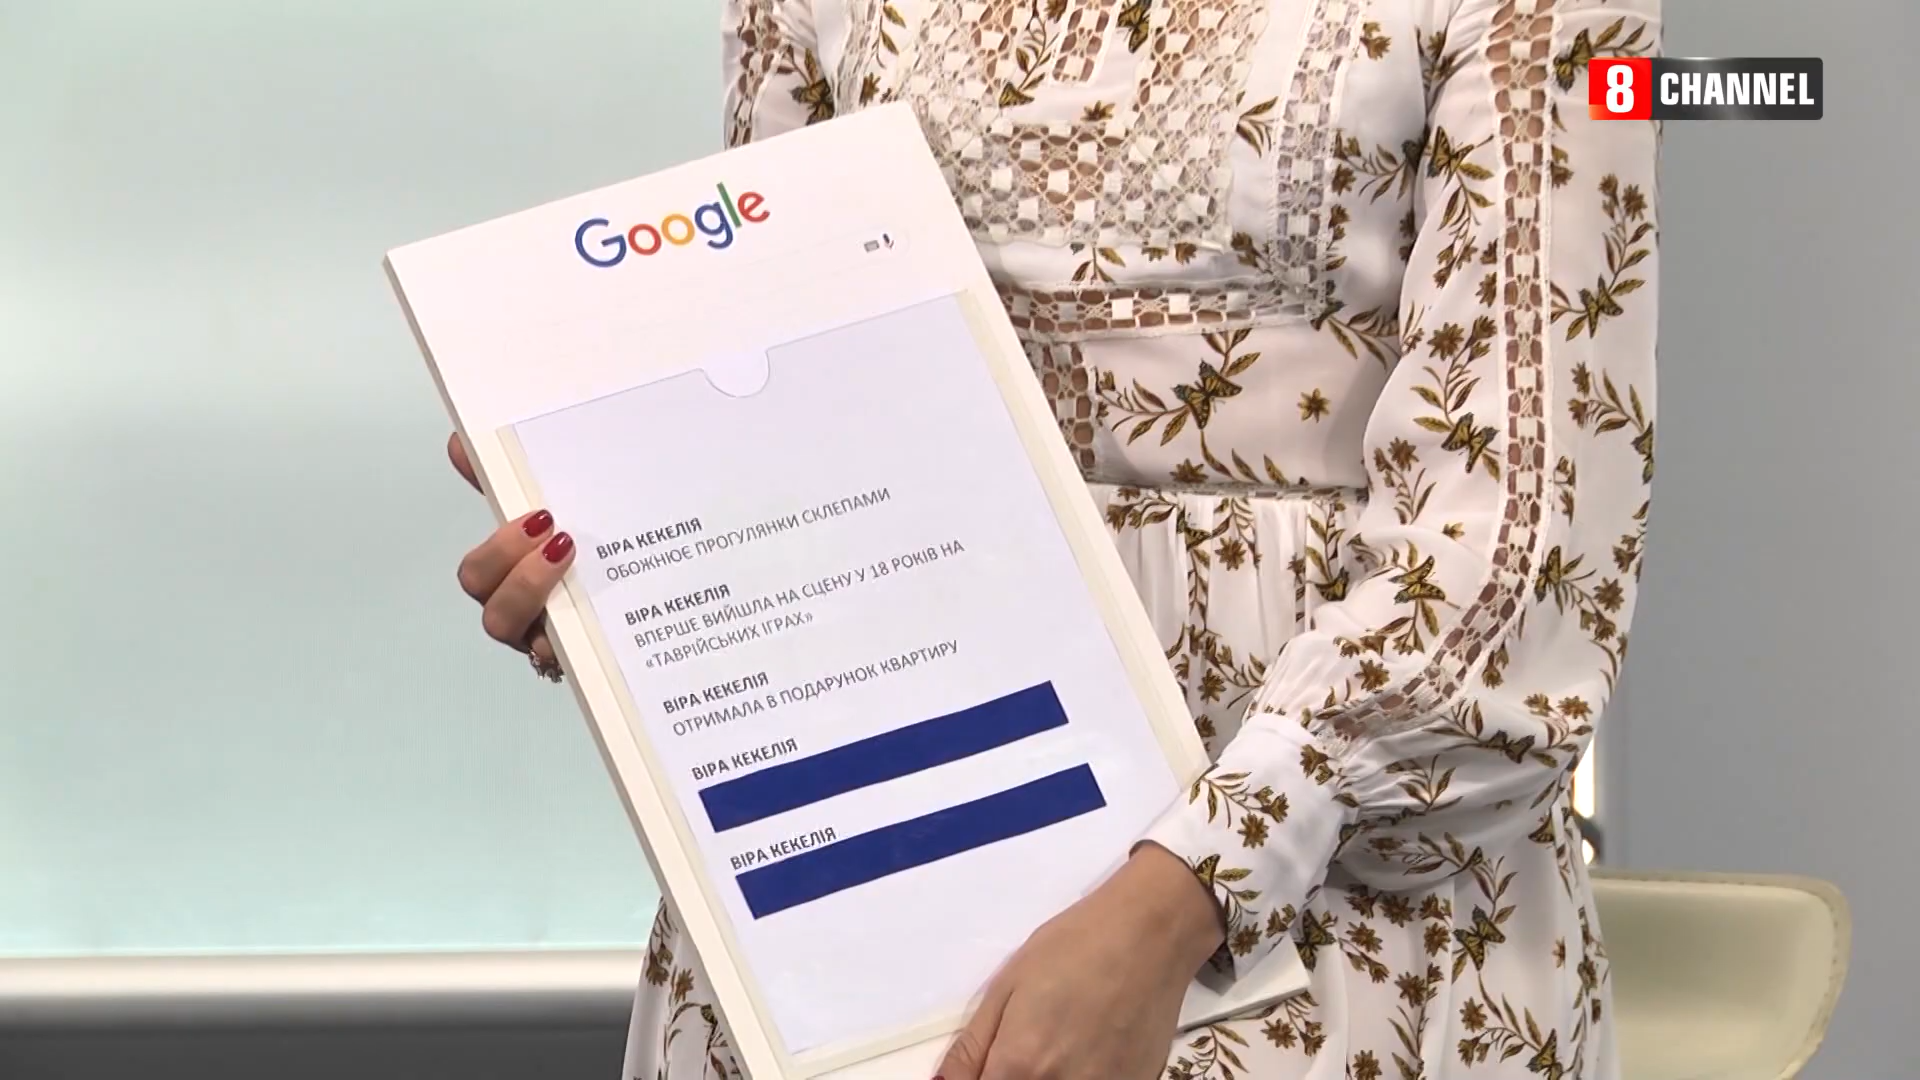 8 CHANNEL
Google
ВІРА КЕКЕЛІЯ
ОБОЖНЮЄ ПРОГУЛЯНКИ СКЛЕПАМИ
ВІРА КЕКЕЛІЯ
ВПЕРШЕ ВИЙШЛА НА СЦЕНУ У 18 РОКІВ НА
«ТАВРІЙСЬКИХ ІГРАХ»
ВІРА КЕКЕЛІЯ
ОТРИМАЛА В ПОДАРУНОК КВАРТИРУ
ВІРА КЕКЕЛІЯ
ВІРА КЕКЕЛІЯ